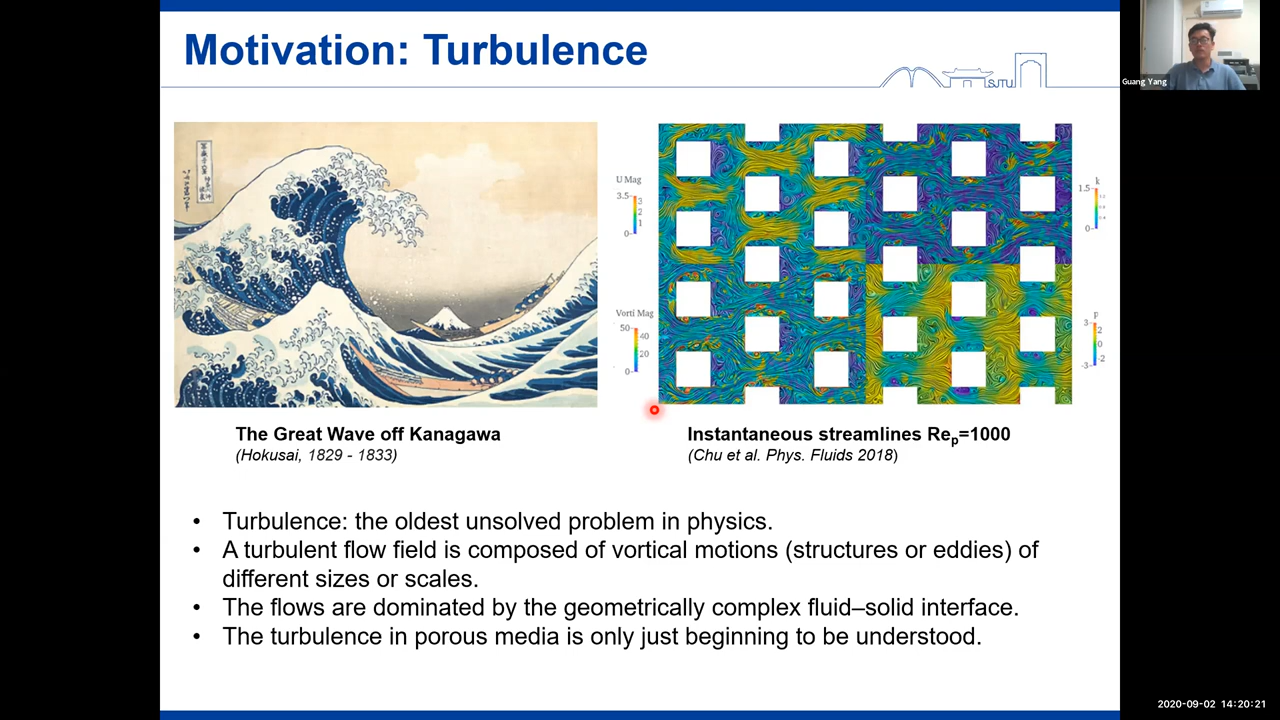 Motivation: Turbulence
SJTU
Guang Yang
U Mag
3.5
3
2
1
0
Vorti Mag
50
40
20
0
k
1.5
0
p
3
2
0
-2
-3
The Great Wave off Kanagawa
(Hokusai, 1829 - 1833)
Instantaneous streamlines Rep=1000
(Chu et al. Phys. Fluids 2018)
• Turbulence: the oldest unsolved problem in physics.
• A turbulent flow field is composed of vortical motions (structures or eddies) of
different sizes or scales.
• The flows are dominated by the geometrically complex fluid–solid interface.
• The turbulence in porous media is only just beginning to be understood.
2020-09-02 14:20:21